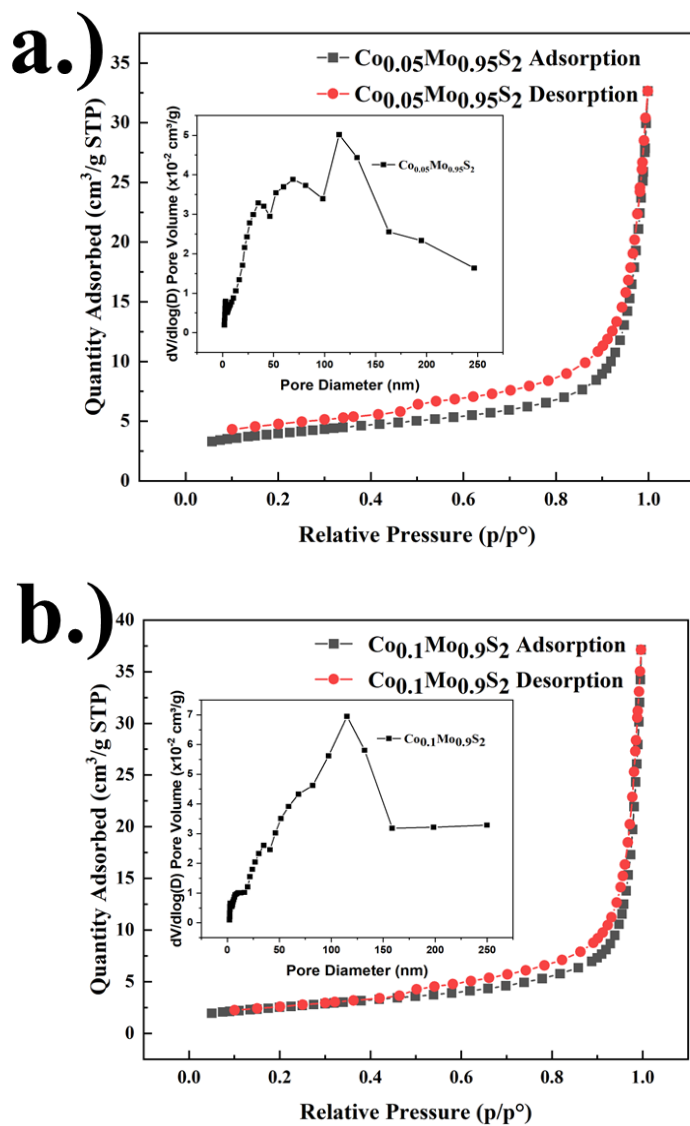 a.)
Co0.05Mo0.95S2 Adsorption
Co0.05Mo0.95S2 Desorption
Quantity Adsorbed (cm³/g STP)
35
30
25
20
15
10
5
0
dV/dlog(D) Pore Volume (x10⁻² cm³/g)
5
4
3
2
1
0
Co0.05Mo0.95S2
0 50 100 150 200 250
Pore Diameter (nm)
0.0 0.2 0.4 0.6 0.8 1.0
Relative Pressure (p/p°)
b.)
Co0.1Mo0.9S2 Adsorption
Co0.1Mo0.9S2 Desorption
Quantity Adsorbed (cm³/g STP)
40
35
30
25
20
15
10
5
0
dV/dlog(D) Pore Volume (x10⁻² cm³/g)
7
6
5
4
3
2
1
0
Co0.1Mo0.9S2
0 50 100 150 200 250
Pore Diameter (nm)
0.0 0.2 0.4 0.6 0.8 1.0
Relative Pressure (p/p°)